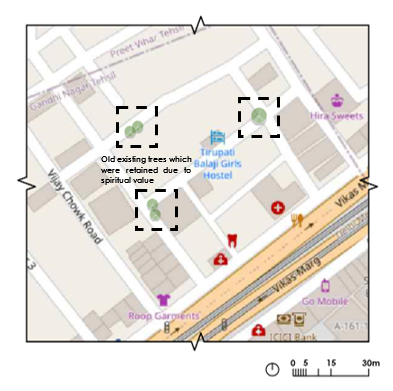 Preet Vihar Tehsil
Gandhi Nagar Tehsil
Hira Sweets
Old existing trees which
were retained due to
spiritual value
Tirupati
Balaji Girls
Hostel
Vijay Chowk Road
Vikas M
Vikas Marg
Go Mobile
Roop Garments
A-161-1
ICICI Bank
3
0 5 15 30m